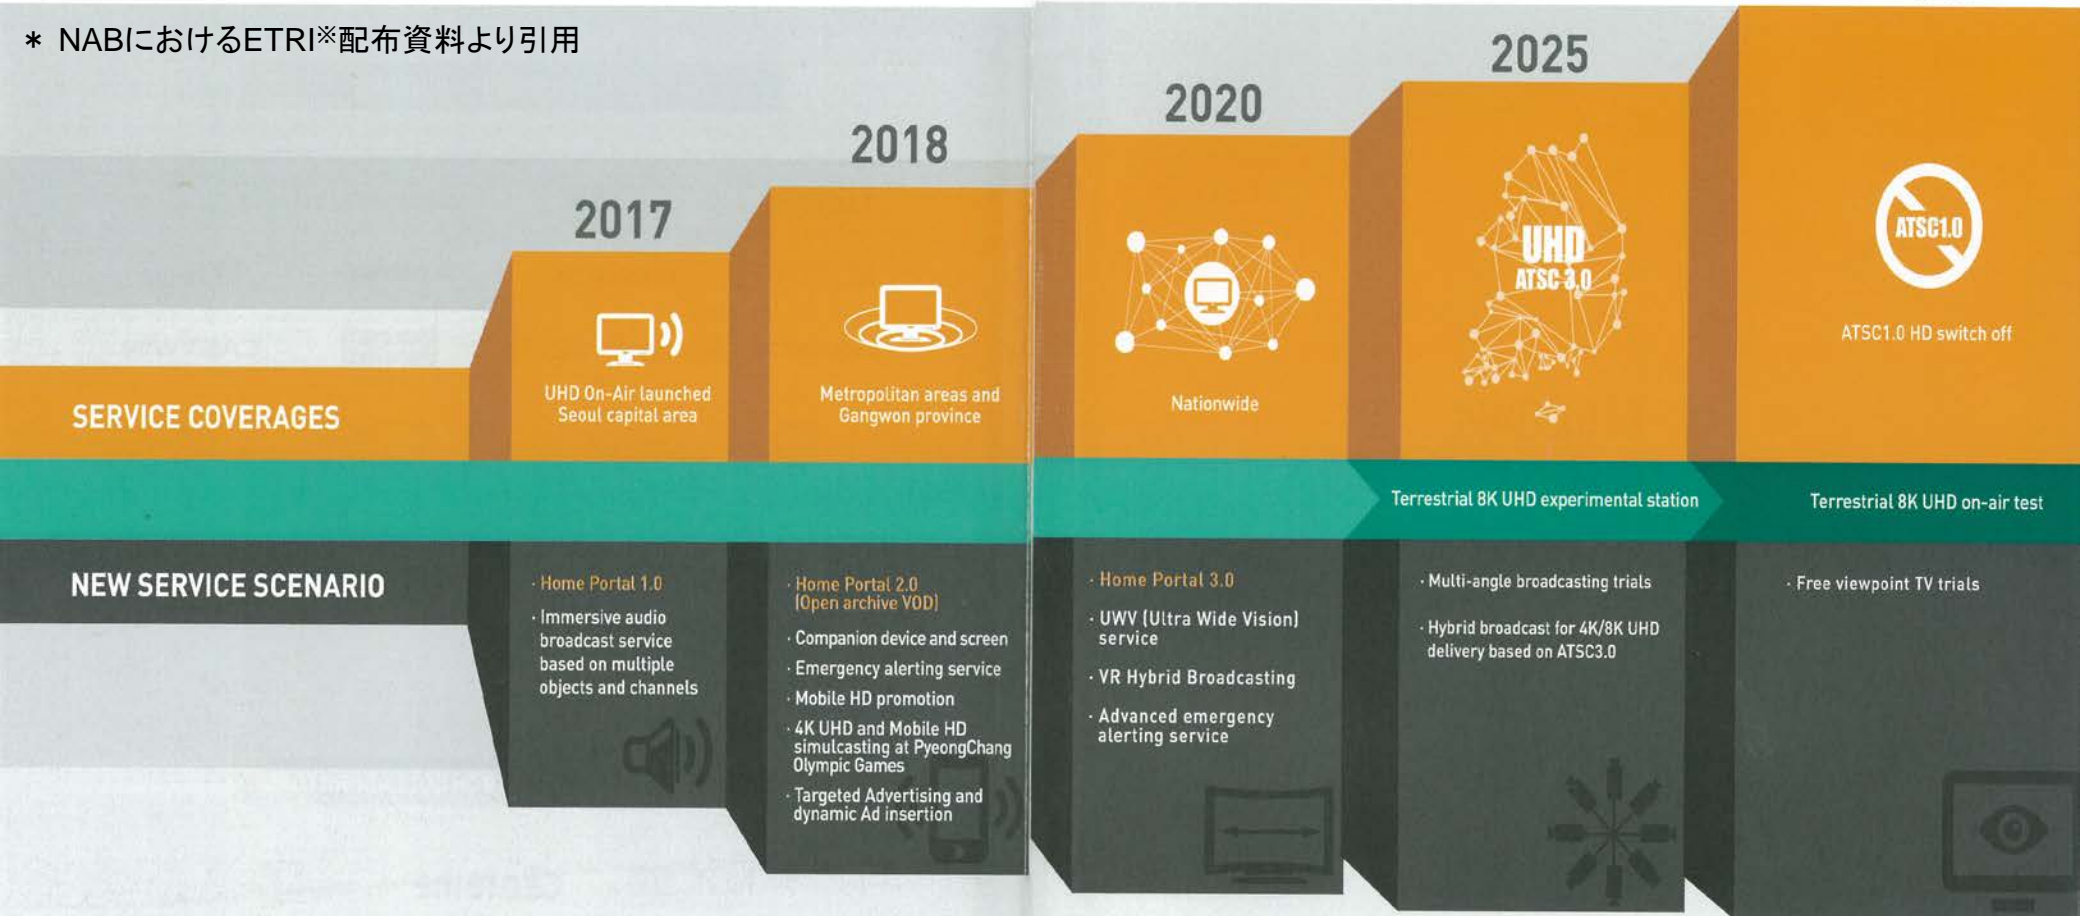 * NABにおけるETRI※配布資料より引用
2017
2018
2020
2025
SERVICE COVERAGES
UHD On-Air launched
Seoul capital area
Metropolitan areas and
Gangwon province
Nationwide
UHD
ATSC 3.0
ATSC1.0
ATSC1.0 HD switch off
Terrestrial 8K UHD experimental station
Terrestrial 8K UHD on-air test
NEW SERVICE SCENARIO
· Home Portal 1.0
· Immersive audio
broadcast service
based on multiple
objects and channels
· Home Portal 2.0
(Open archive VOD)
· Companion device and screen
· Emergency alerting service
· Mobile HD promotion
· 4K UHD and Mobile HD
simulcasting at PyeongChang
Olympic Games
· Targeted Advertising and
dynamic Ad insertion
· Home Portal 3.0
· UWV (Ultra Wide Vision)
service
· VR Hybrid Broadcasting
· Advanced emergency
alerting service
· Multi-angle broadcasting trials
· Hybrid broadcast for 4K/8K UHD
delivery based on ATSC3.0
· Free viewpoint TV trials